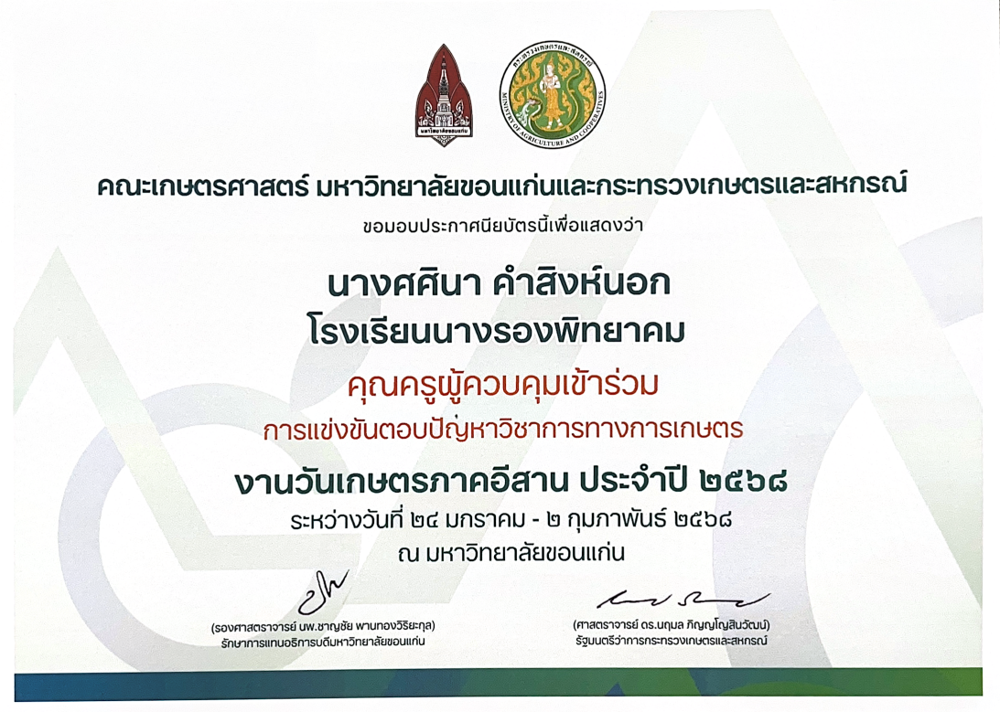 กระทรวงเกษตรและสหกรณ์
MINISTRY OF AGRICULTURE AND COOPERATIVES
มหาวิทยาลัยขอนแก่น
คณะเกษตรศาสตร์ มหาวิทยาลัยขอนแก่นและกระทรวงเกษตรและสหกรณ์
ขอมอบประกาศนียบัตรนี้เพื่อแสดงว่า
นางศศินา คำสิงห์นอก
โรงเรียนนางรองพิทยาคม
คุณครูผู้ควบคุมเข้าร่วม
การแข่งขันตอบปัญหาวิชาการทางการเกษตร
งานวันเกษตรภาคอีสาน ประจำปี ๒๕๖๘
ระหว่างวันที่ ๒๔ มกราคม - ๒ กุมภาพันธ์ ๒๕๖๘
ณ มหาวิทยาลัยขอนแก่น
(รองศาสตราจารย์ นพ.ชาญชัย พานทองวิริยะกุล)
รักษาการแทนอธิการบดีมหาวิทยาลัยขอนแก่น
(ศาสตราจารย์ ดร.นฤมล ภิญญโญสินวัฒน์)
รัฐมนตรีว่าการกระทรวงเกษตรและสหกรณ์